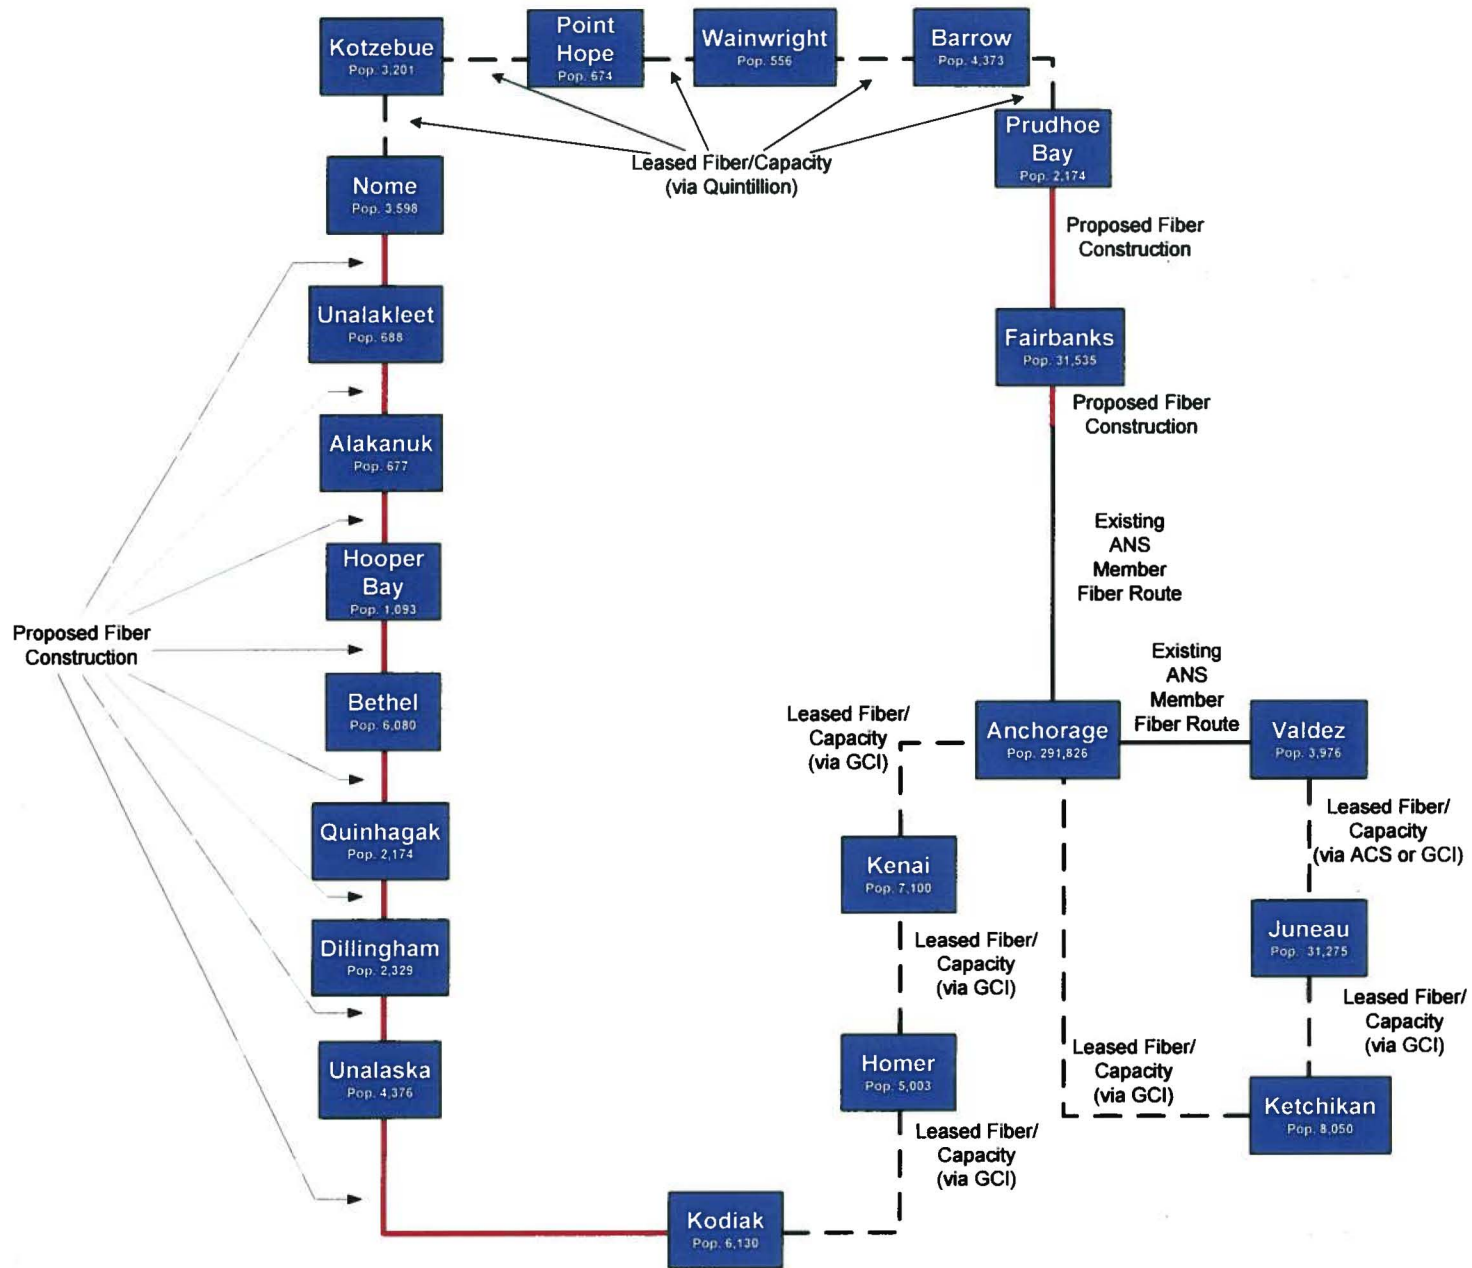 Kotzebue
Pop. 3,201
Point
Hope
Pop. 674
Wainwright
Pop. 556
Barrow
Pop. 4,373
Prudhoe
Bay
Pop. 2,174
Leased Fiber/Capacity
(via Quintillion)
Nome
Pop. 3,598
Proposed Fiber
Construction
Unalakleet
Pop. 688
Fairbanks
Pop. 31,535
Proposed Fiber
Construction
Alakanuk
Pop. 677
Existing
ANS
Member
Fiber Route
Hooper
Bay
Pop. 1,093
Proposed Fiber
Construction
Bethel
Pop. 6,080
Existing
ANS
Member
Fiber Route
Leased Fiber/
Capacity
(via GCI)
Anchorage
Pop. 291,826
Valdez
Pop. 3,976
Quinhagak
Pop. 2,174
Kenai
Pop. 7,100
Leased Fiber/
Capacity
(via ACS or GCI)
Dillingham
Pop. 2,329
Leased Fiber/
Capacity
(via GCI)
Juneau
Pop. 31,275
Leased Fiber/
Capacity
(via GCI)
Unalaska
Pop. 4,376
Homer
Pop. 5,003
Leased Fiber/
Capacity
(via GCI)
Ketchikan
Pop. 8,050
Leased Fiber/
Capacity
(via GCI)
Kodiak
Pop. 6,130